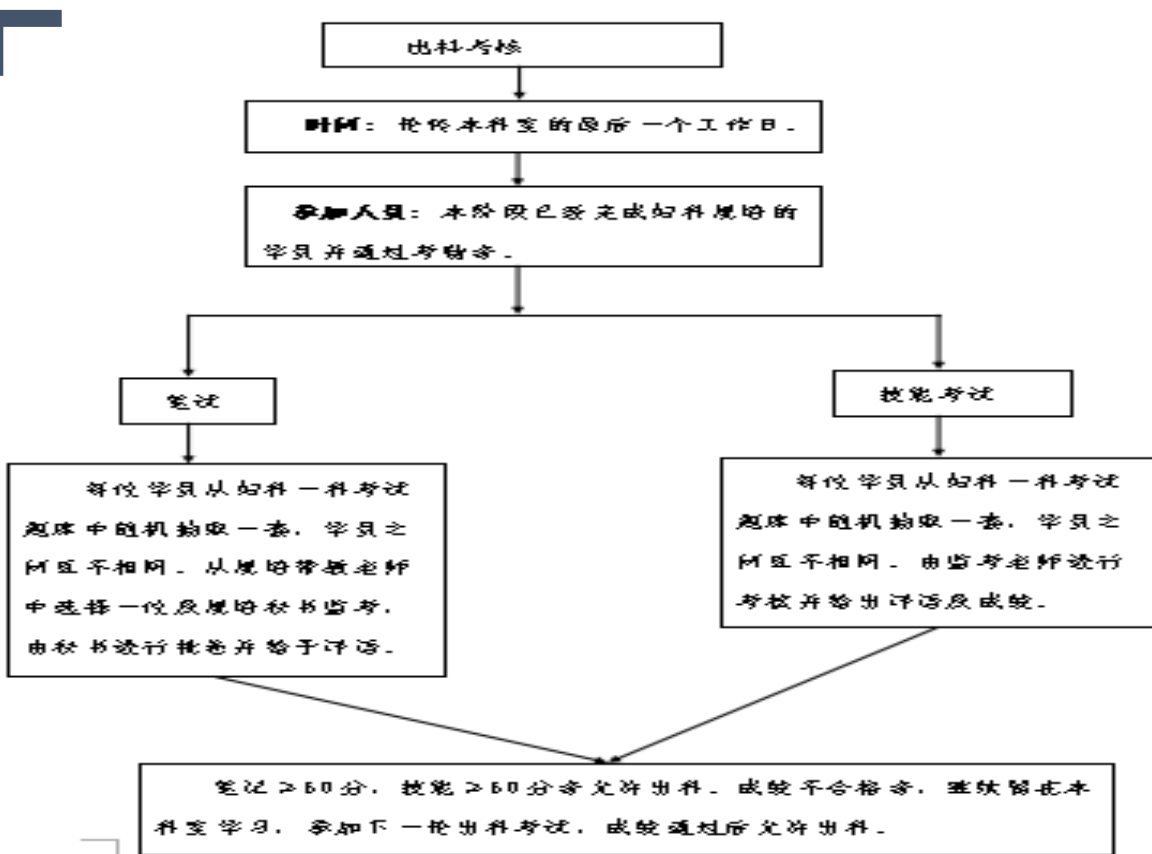 出科考核
时间：轮转本科室的最后一个工作日.
参加人员：本阶段已经完成妇科规培的
学员并通过考勤者.
笔试
技能考试
每位学员从妇科一科考试
题库中随机抽取一套, 学员之
间互不相同. 从规培带教老师
中选择一位及规培秘书监考,
由秘书进行批卷并给予评语.
每位学员从妇科一科考试
题库中随机抽取一套, 学员之
间互不相同. 由监考老师进行
考核并给出评语及成绩.
笔试≥60分, 技能≥60分者允许出科. 成绩不合格者, 继续留在本
科室学习, 参加下一轮出科考试, 成绩通过后允许出科.